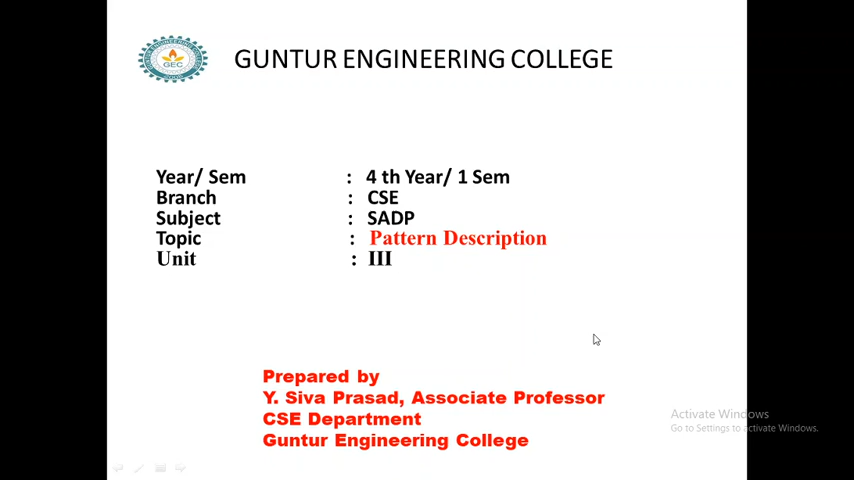 GUNTUR ENGINEERING COLLEGE
GEC
Year/ Sem : 4 th Year/ 1 Sem
Branch : CSE
Subject : SADP
Topic : Pattern Description
Unit : III
Prepared by
Y. Siva Prasad, Associate Professor
CSE Department
Guntur Engineering College
Activate Windows
Go to Settings to activate Windows.